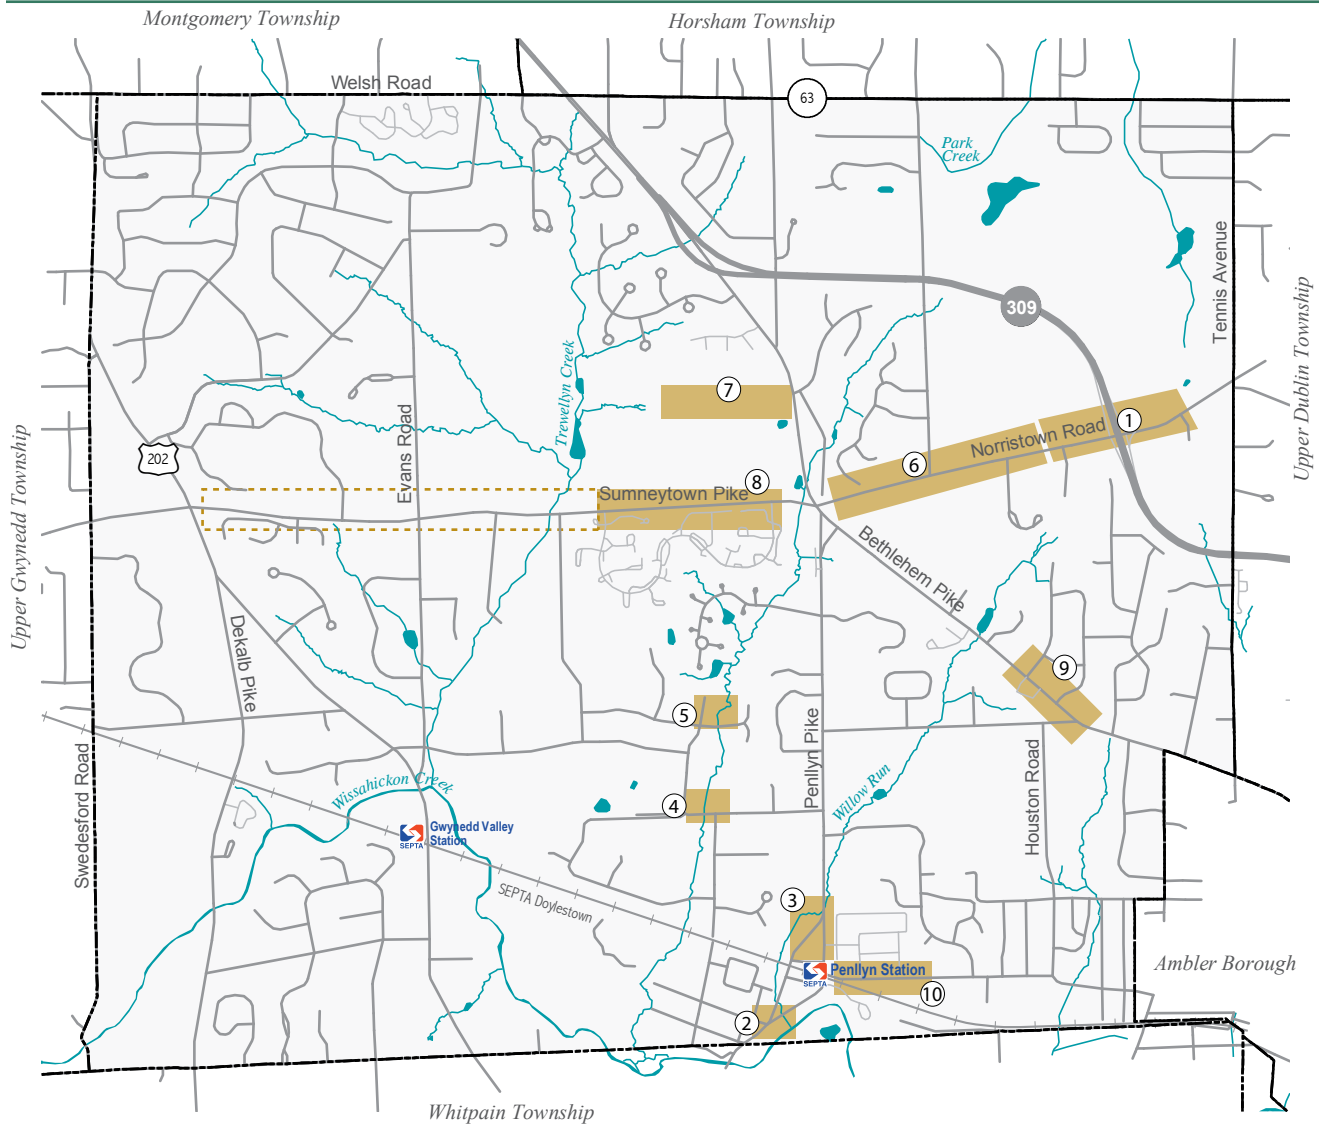 Montgomery Township
Horsham Township
Welsh Road
63
Park
Creek
Tennis Avenue
309
Upper Dublin Township
Trewellyn Creek
7
1
Norristown Road
6
Evans Road
202
Upper Gwynedd Township
8
Sumneytown Pike
Bethlehem Pike
Dekalb Pike
9
5
Penllyn Pike
Swedesford Road
Houston Road
Wissahickon Creek
Willow Run
4
Gwynedd Valley
Station
SEPTA
SEPTA Doylestown
3
Ambler Borough
Penllyn Station
SEPTA
10
2
Whitpain Township